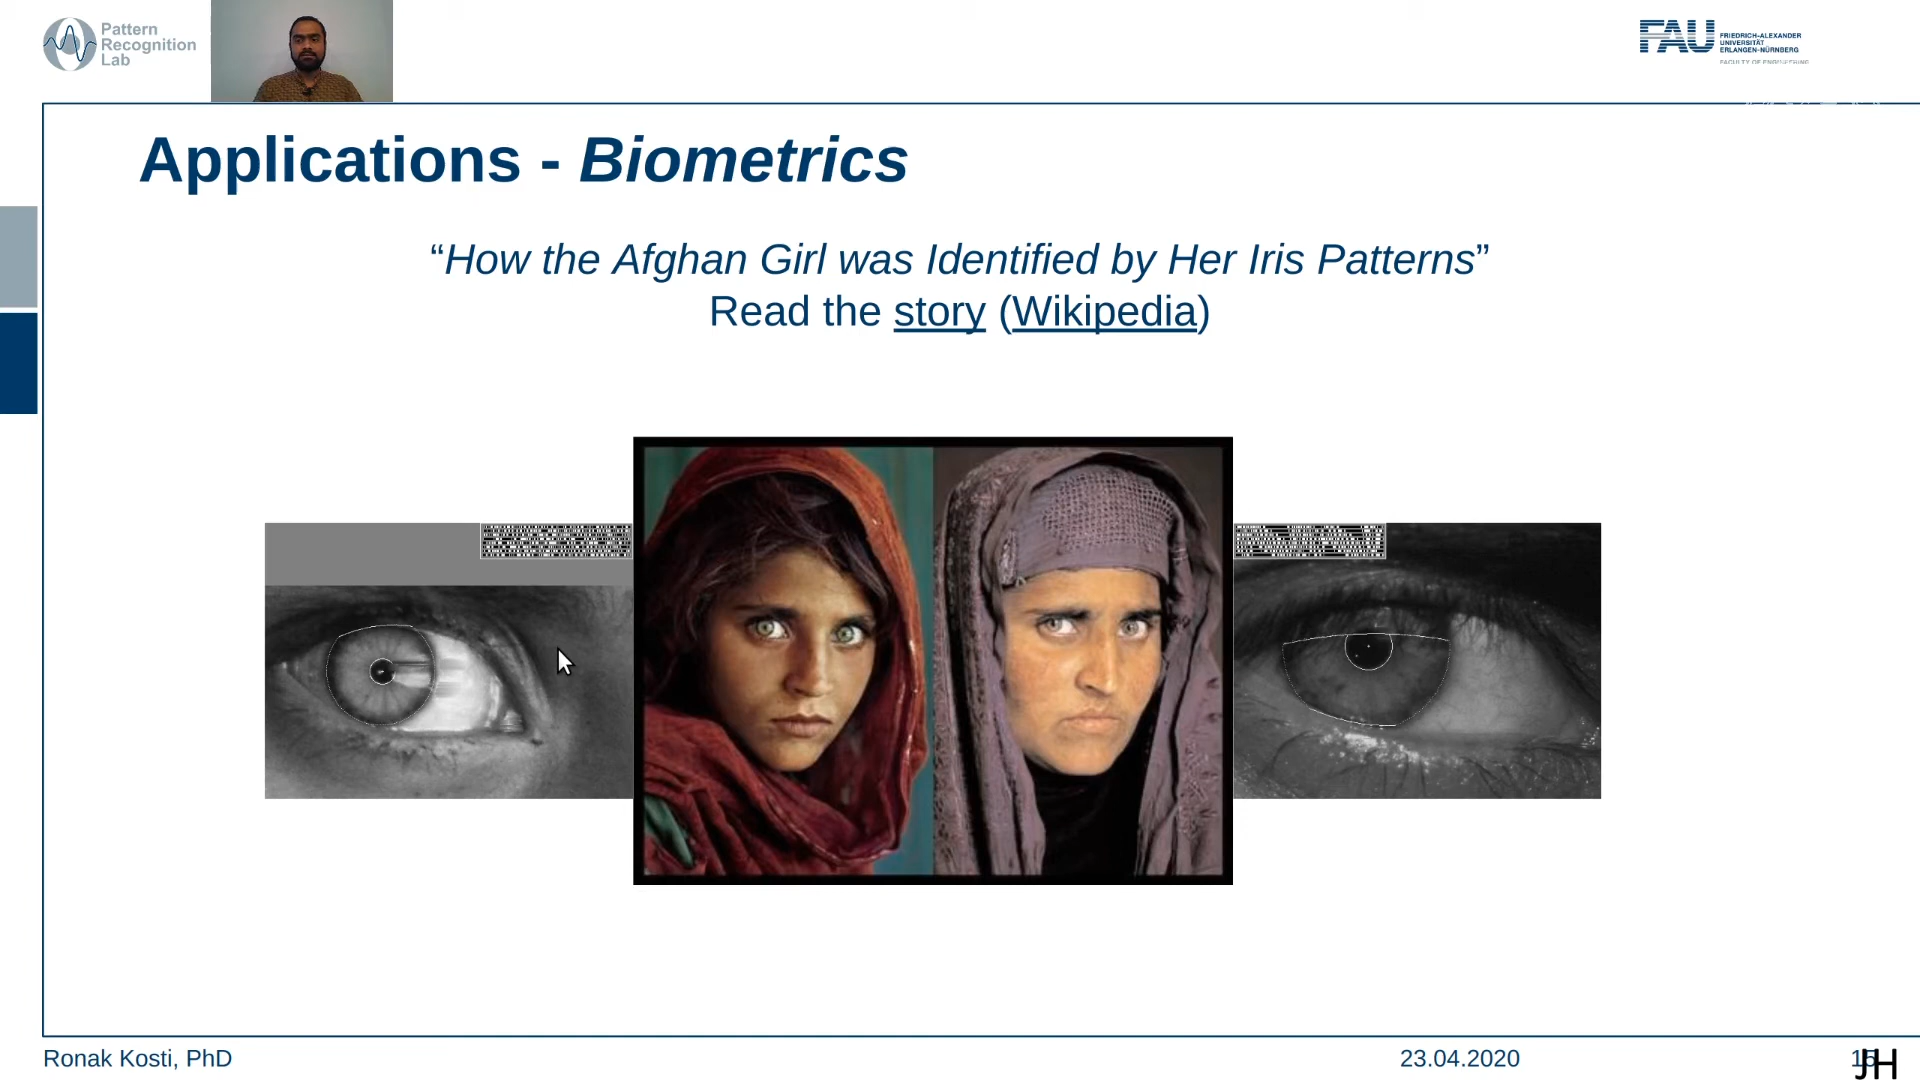 Pattern
Recognition
Lab
FAU
FRIEDRICH-ALEXANDER
UNIVERSITÄT
ERLANGEN-NÜRNBERG
FACULTY OF ENGINEERING
Applications - Biometrics
“How the Afghan Girl was Identified by Her Iris Patterns”
Read the story (Wikipedia)
Ronak Kosti, PhD
23.04.2020
JH